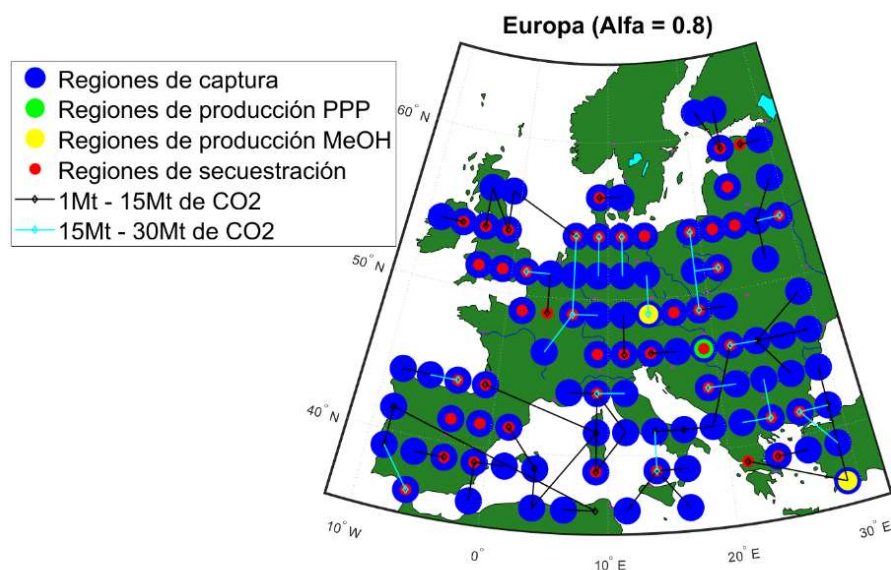 Europa (Alfa = 0.8)
Regiones de captura
Regiones de producción PPP
Regiones de producción MeOH
Regiones de secuestración
1Mt - 15Mt de CO2
15Mt - 30Mt de CO2
60° N
50° N
40° N
10° W
0°
10° E
20° E
30° E